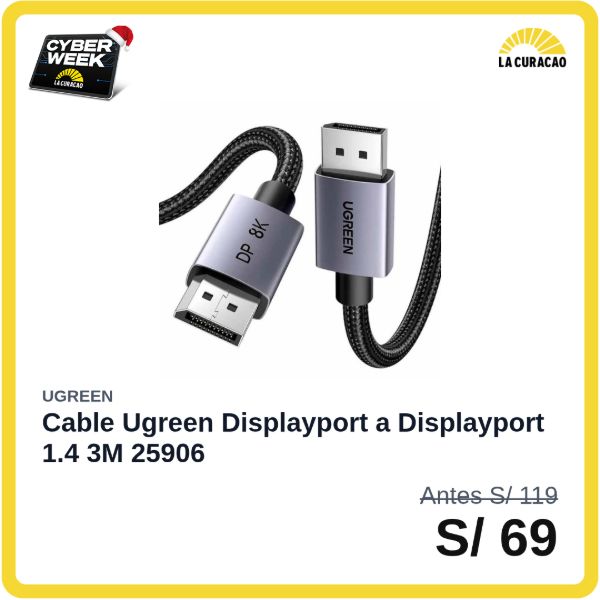 CYBER
WEEK
LA CURACAO
LA CURACAO
DP 8K
UGREEN
UGREEN
Cable Ugreen Displayport a Displayport
1.4 3M 25906
Antes S/ 119
S/ 69